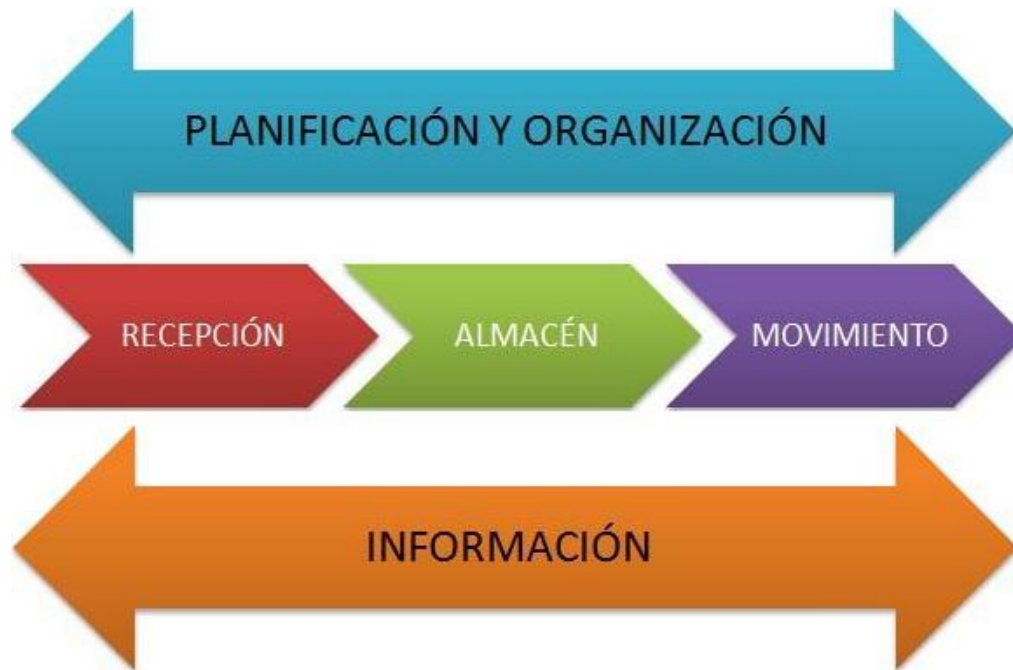 PLANIFICACIÓN Y ORGANIZACIÓN
RECEPCIÓN
ALMACÉN
MOVIMIENTO
INFORMACIÓN